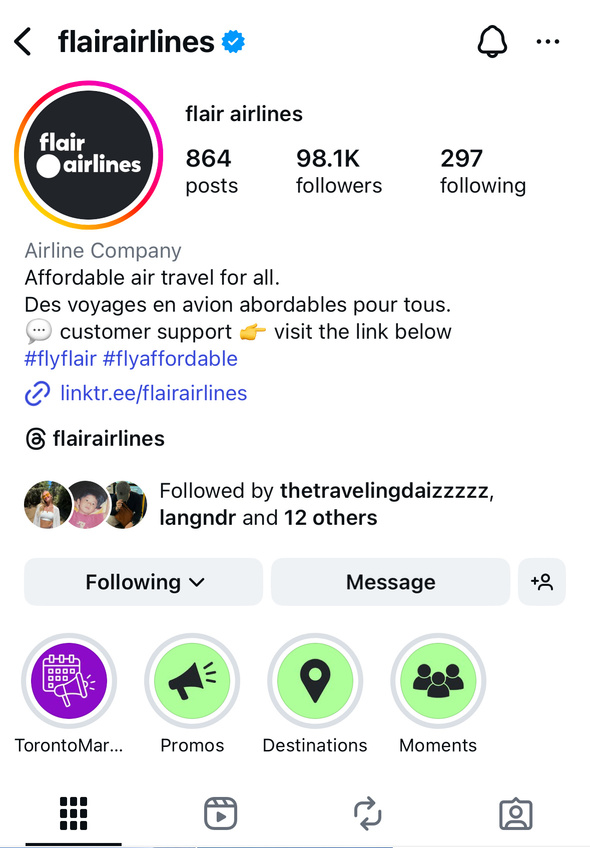 flairairlines
flair
airlines
flair airlines
864 98.1K 297
posts followers following
Airline Company
Affordable air travel for all.
Des voyages en avion abordables pour tous.
💬 customer support 👉 visit the link below
#flyflair #flyaffordable
linktr.ee/flairairlines
flairairlines
Followed by thetravelingdaizzzzz,
langndr and 12 others
Following Message
TorontoMar... Promos Destinations Moments